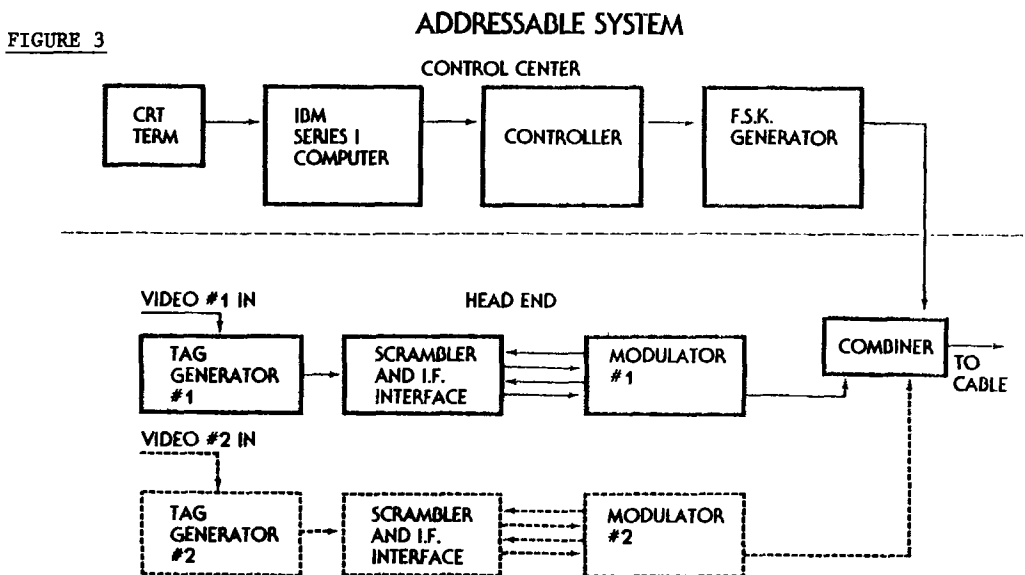 ADDRESSABLE SYSTEM
FIGURE 3
CONTROL CENTER
CRT
TERM
IBM
SERIES I
COMPUTER
CONTROLLER
F.S.K.
GENERATOR
VIDEO #1 IN
HEAD END
TAG
GENERATOR
#1
SCRAMBLER
AND I.F.
INTERFACE
MODULATOR
#1
COMBINER
TO
CABLE
VIDEO #2 IN
TAG
GENERATOR
#2
SCRAMBLER
AND I.F.
INTERFACE
MODULATOR
#2